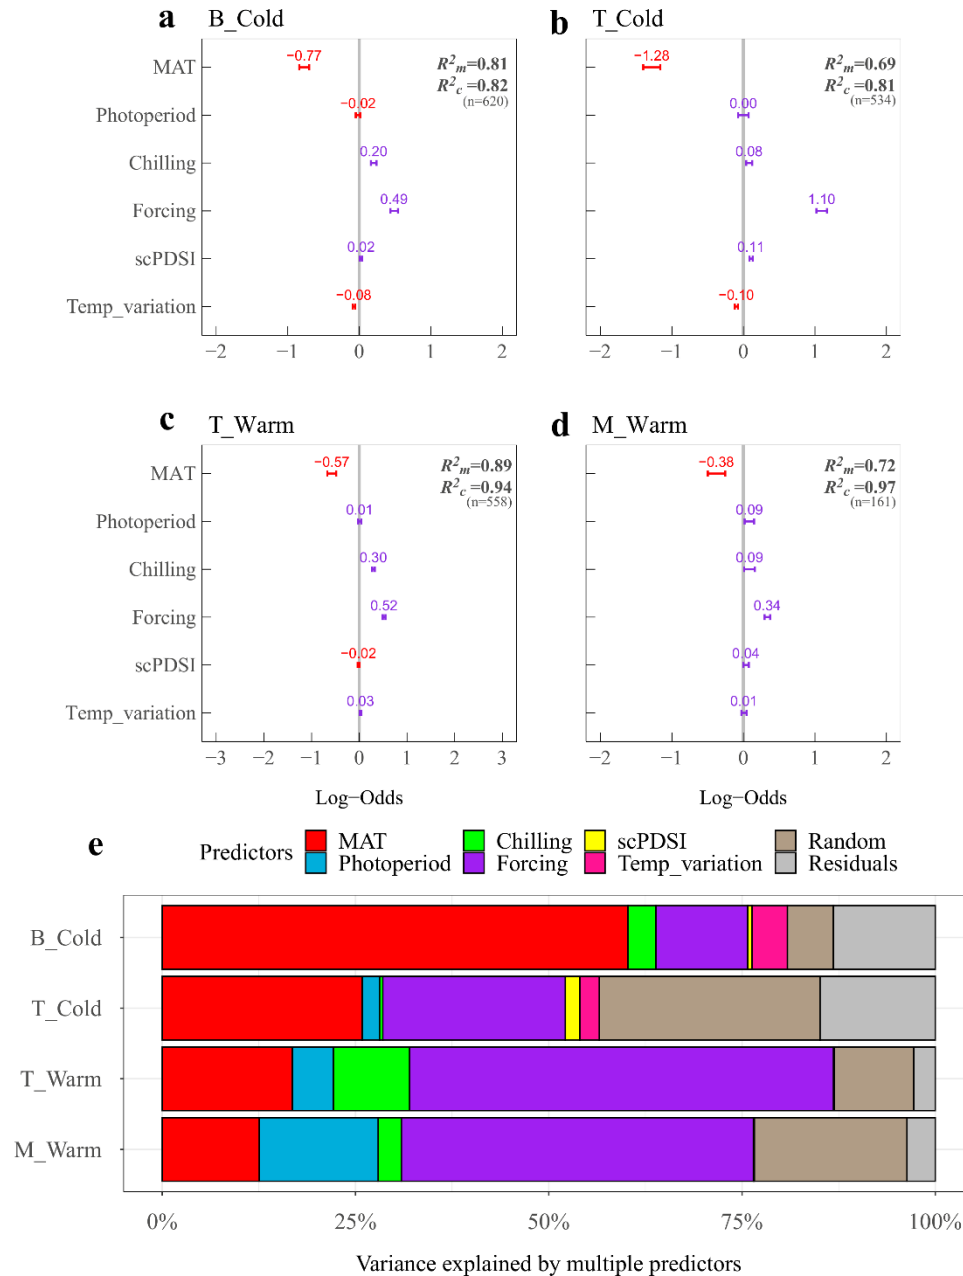 a B_Cold
−0.77
MAT
R²m=0.81
R²c=0.82
(n=620)
−0.02
Photoperiod
0.20
Chilling
0.49
Forcing
0.02
scPDSI
−0.08
Temp_variation
−2 −1 0 1 2
b T_Cold
−1.28
R²m=0.69
R²c=0.81
(n=534)
0.00
0.08
1.10
0.11
−0.10
−2 −1 0 1 2
c T_Warm
−0.57
MAT
R²m=0.89
R²c=0.94
(n=558)
0.01
Photoperiod
0.30
Chilling
0.52
Forcing
−0.02
scPDSI
0.03
Temp_variation
−3 −2 −1 0 1 2 3
Log−Odds
d M_Warm
−0.38
R²m=0.72
R²c=0.97
(n=161)
0.09
0.09
0.34
0.04
0.01
−2 −1 0 1 2
Log−Odds
e
Predictors
MAT Chilling scPDSI Random
Photoperiod Forcing Temp_variation Residuals
B_Cold
T_Cold
T_Warm
M_Warm
0% 25% 50% 75% 100%
Variance explained by multiple predictors